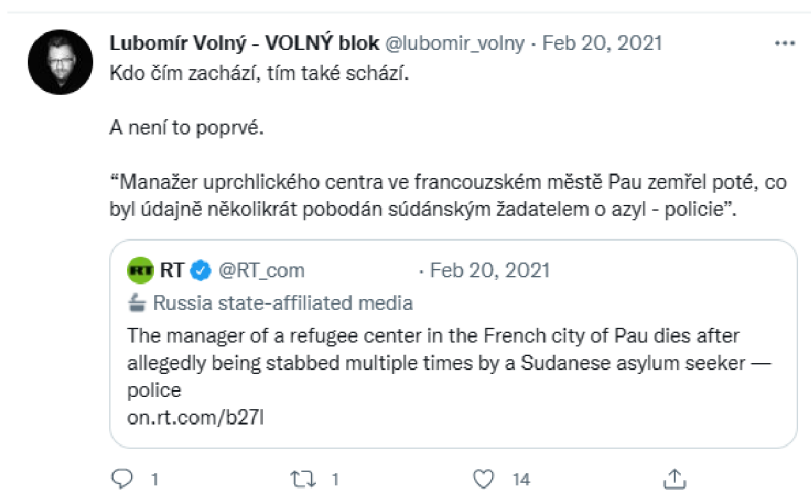 Lubomír Volný - VOLNÝ blok @lubomir_volny · Feb 20, 2021
Kdo čím zachází, tím také schází.
A není to poprvé.
“Manažer uprchlického centra ve francouzském městě Pau zemřel poté, co
byl údajně několikrát pobodán súdánským žadatelem o azyl - policie”.
RT RT @RT_com · Feb 20, 2021
Russia state-affiliated media
The manager of a refugee center in the French city of Pau dies after
allegedly being stabbed multiple times by a Sudanese asylum seeker —
police
on.rt.com/b27l
1 1 14